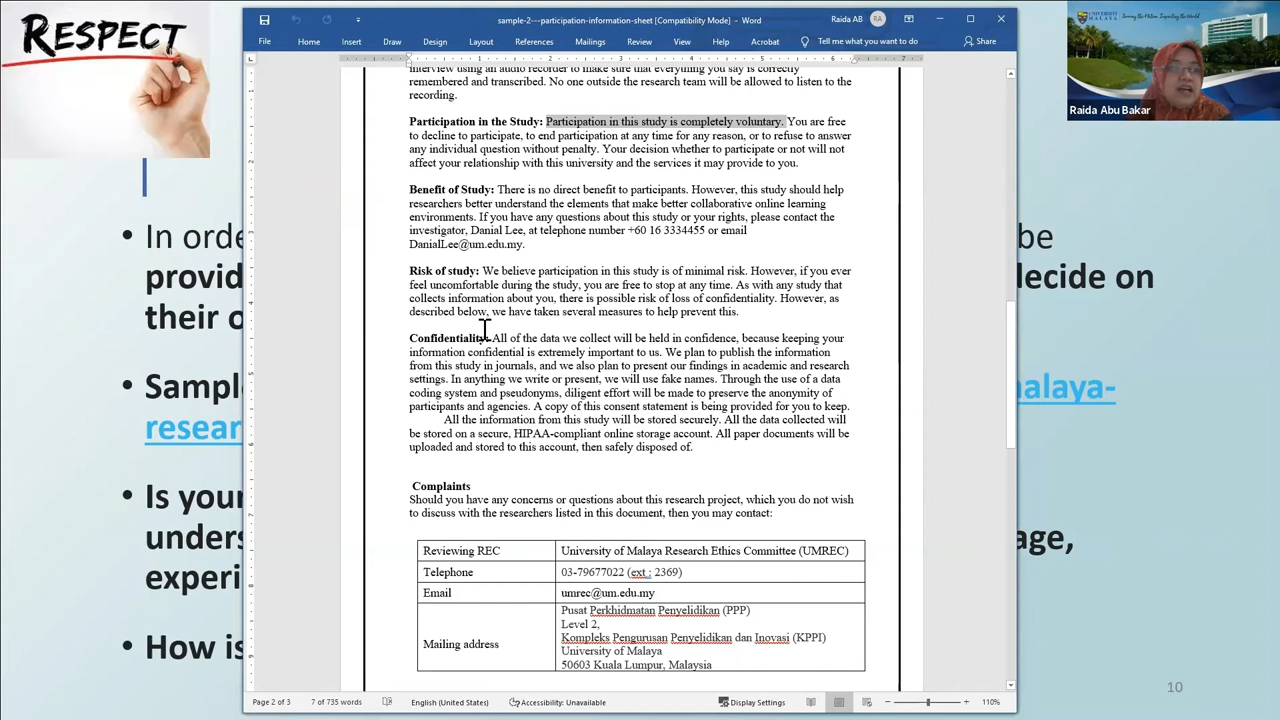 RESPECT
sample-2---participation-information-sheet [Compatibility Mode] - Word
Raida AB
RA
File Home Insert Draw Design Layout References Mailings Review View Help Acrobat Tell me what you want to do Share
interview using an audio recorder to make sure that everything you say is correctly
remembered and transcribed. No one outside the research team will be allowed to listen to the
recording.
Participation in the Study: Participation in this study is completely voluntary. You are free
to decline to participate, to end participation at any time for any reason, or to refuse to answer
any individual question without penalty. Your decision whether to participate or not will not
affect your relationship with this university and the services it may provide to you.
Benefit of Study: There is no direct benefit to participants. However, this study should help
researchers better understand the elements that make better collaborative online learning
environments. If you have any questions about this study or your rights, please contact the
investigator, Danial Lee, at telephone number +60 16 3334455 or email
DanialLee@um.edu.my.
Risk of study: We believe participation in this study is of minimal risk. However, if you ever
feel uncomfortable during the study, you are free to stop at any time. As with any study that
collects information about you, there is possible risk of loss of confidentiality. However, as
described below, we have taken several measures to help prevent this.
Confidentiality: All of the data we collect will be held in confidence, because keeping your
information confidential is extremely important to us. We plan to publish the information
from this study in journals, and we also plan to present our findings in academic and research
settings. In anything we write or present, we will use fake names. Through the use of a data
coding system and pseudonyms, diligent effort will be made to preserve the anonymity of
participants and agencies. A copy of this consent statement is being provided for you to keep.
All the information from this study will be stored securely. All the data collected will
be stored on a secure, HIPAA-compliant online storage account. All paper documents will be
uploaded and stored to this account, then safely disposed of.
Complaints
Should you have any concerns or questions about this research project, which you do not wish
to discuss with the researchers listed in this document, then you may contact:
Reviewing REC University of Malaya Research Ethics Committee (UMREC)
Telephone 03-79677022 (ext : 2369)
Email umrec@um.edu.my
Mailing address
Pusat Perkhidmatan Penyelidikan (PPP)
Level 2,
Kompleks Pengurusan Penyelidikan dan Inovasi (KPPI)
University of Malaya
50603 Kuala Lumpur, Malaysia
Page 2 of 3 7 of 735 words English (United States) Accessibility: Unavailable Display Settings 110%
• In orde be
provid decide on
their o
• Sampl malaya-
resear
• Is your
unders age,
experi
• How is
10
UNIVERSITI
MALAYA
Serving the Nation, Impacting the World
Raida Abu Bakar